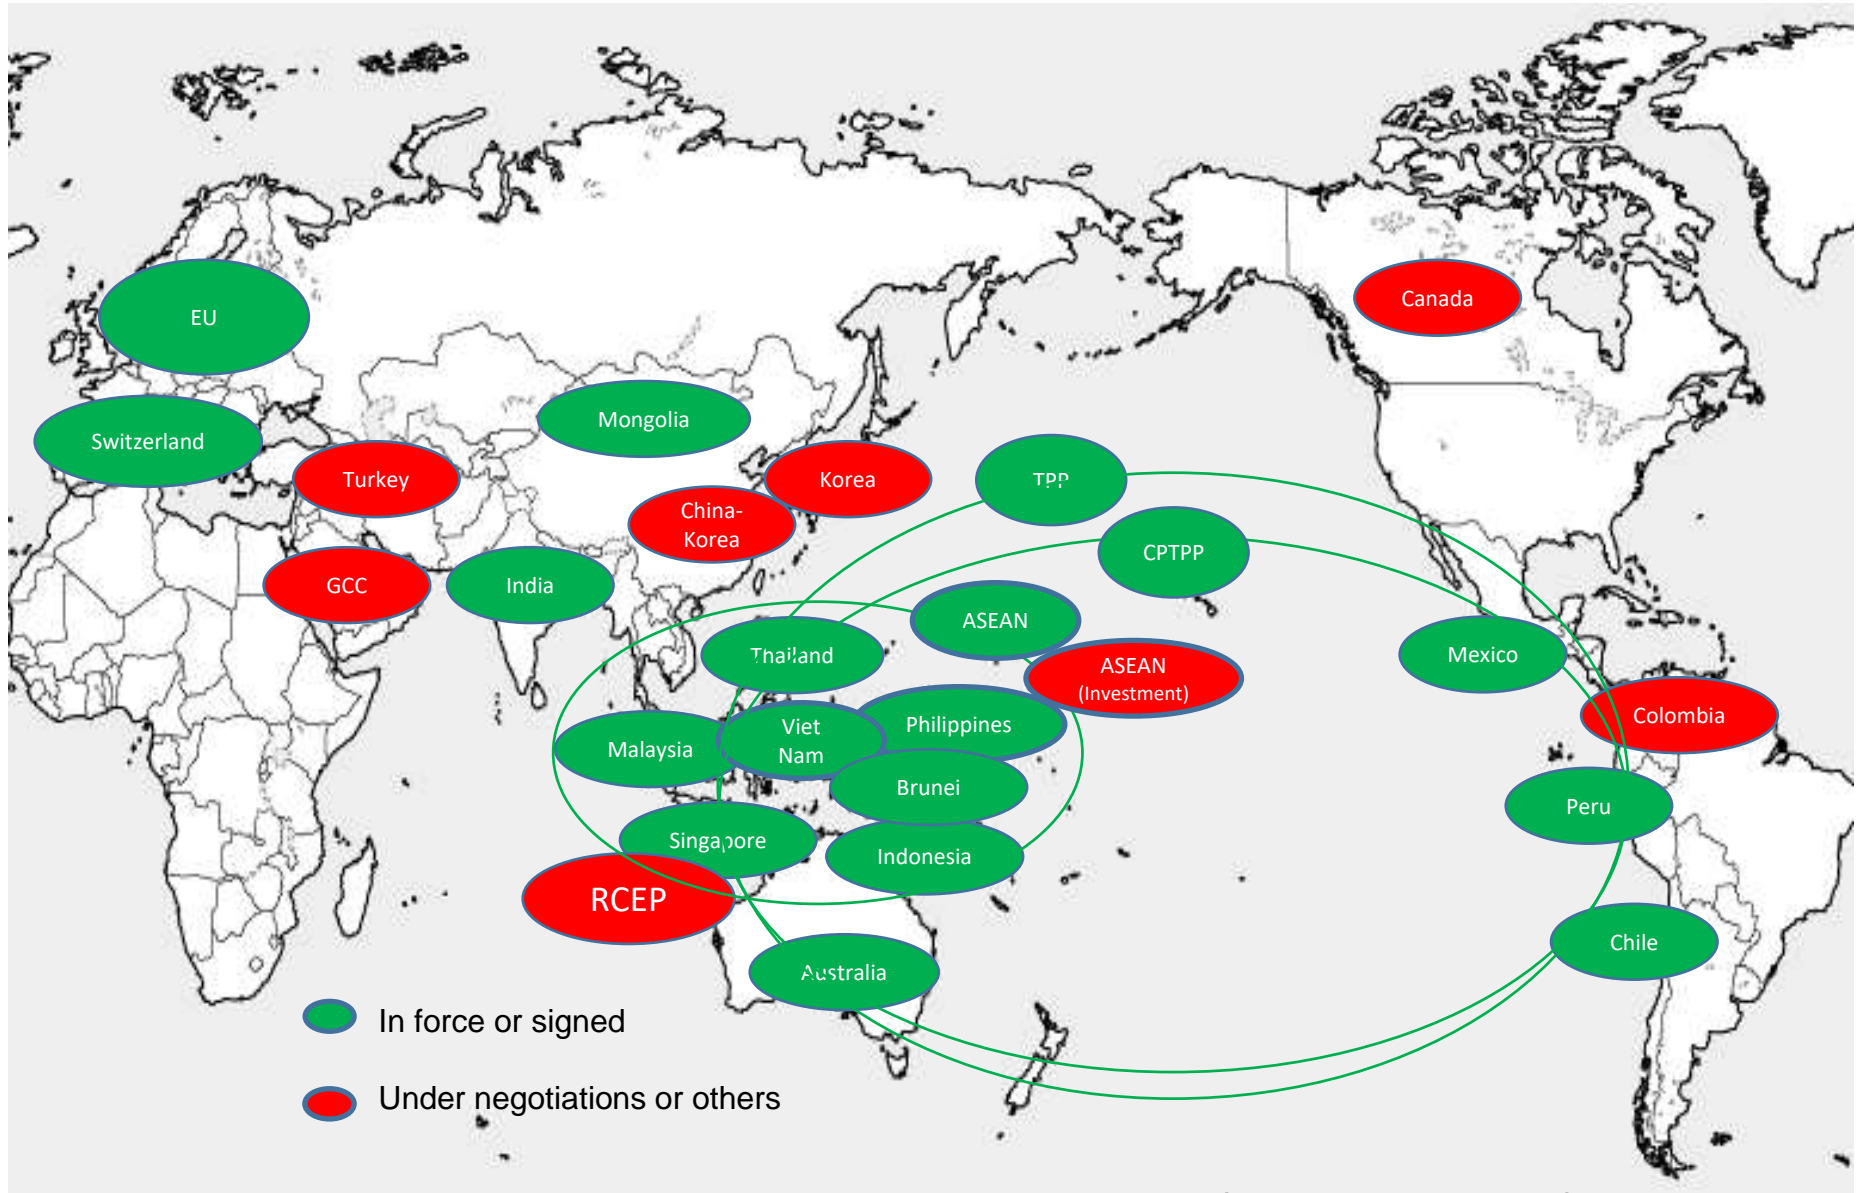 Canada
EU
Mongolia
Switzerland
Turkey
Korea
TPP
China-
Korea
CPTPP
GCC
India
ASEAN
Thailand
Mexico
ASEAN
(Investment)
Colombia
Philippines
Viet
Nam
Malaysia
Brunei
Peru
Singapore
Indonesia
RCEP
Chile
Australia
In force or signed
Under negotiations or others